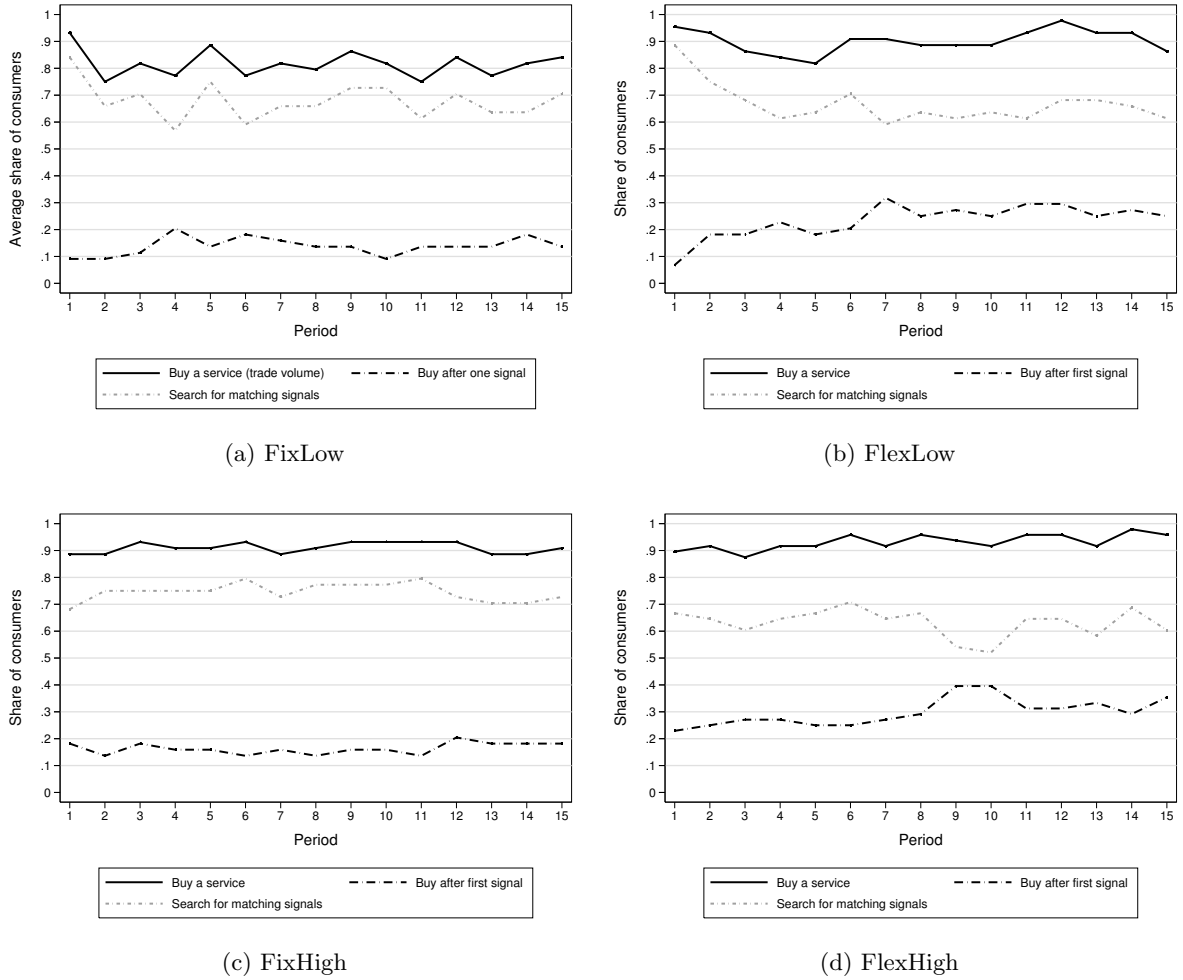 1
.9
.8
.7
.6
.5
.4
.3
.2
.1
0
Average share of consumers
1 2 3 4 5 6 7 8 9 10 11 12 13 14 15
Period
Buy a service (trade volume) Buy after one signal
Search for matching signals
(a) FixLow
1
.9
.8
.7
.6
.5
.4
.3
.2
.1
0
Share of consumers
1 2 3 4 5 6 7 8 9 10 11 12 13 14 15
Period
Buy a service Buy after first signal
Search for matching signals
(b) FlexLow
1
.9
.8
.7
.6
.5
.4
.3
.2
.1
0
Share of consumers
1 2 3 4 5 6 7 8 9 10 11 12 13 14 15
Period
Buy a service Buy after first signal
Search for matching signals
(c) FixHigh
1
.9
.8
.7
.6
.5
.4
.3
.2
.1
0
Share of consumers
1 2 3 4 5 6 7 8 9 10 11 12 13 14 15
Period
Buy a service Buy after first signal
Search for matching signals
(d) FlexHigh